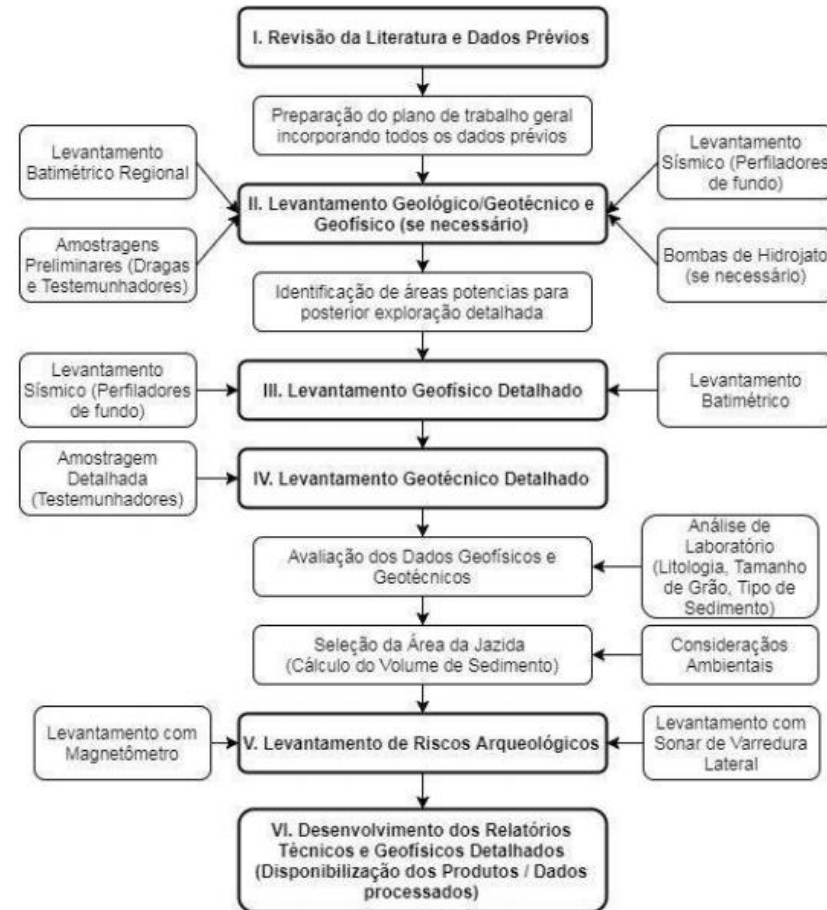 I. Revisão da Literatura e Dados Prévios
Preparação do plano de trabalho geral
incorporando todos os dados prévios
Levantamento
Batimétrico Regional
Levantamento
Sísmico (Perfiladores
de fundo)
II. Levantamento Geológico/Geotécnico e
Geofísico (se necessário)
Amostragens
Preliminares (Dragas
e Testemunhadores)
Bombas de Hidrojato
(se necessário)
Identificação de áreas potencias para
posterior exploração detalhada
Levantamento
Sísmico (Perfiladores
de fundo)
III. Levantamento Geofísico Detalhado
Levantamento
Batimétrico
Amostragem
Detalhada
(Testemunhadores)
IV. Levantamento Geotécnico Detalhado
Avaliação dos Dados Geofísicos e
Geotécnicos
Análise de
Laboratório
(Litologia, Tamanho
de Grão, Tipo de
Sedimento)
Seleção da Área da Jazida
(Cálculo do Volume de Sedimento)
Consideraçãos
Ambientais
Levantamento com
Magnetômetro
V. Levantamento de Riscos Arqueológicos
Levantamento com
Sonar de Varredura
Lateral
VI. Desenvolvimento dos Relatórios
Técnicos e Geofísicos Detalhados
(Disponibilização dos Produtos / Dados
processados)